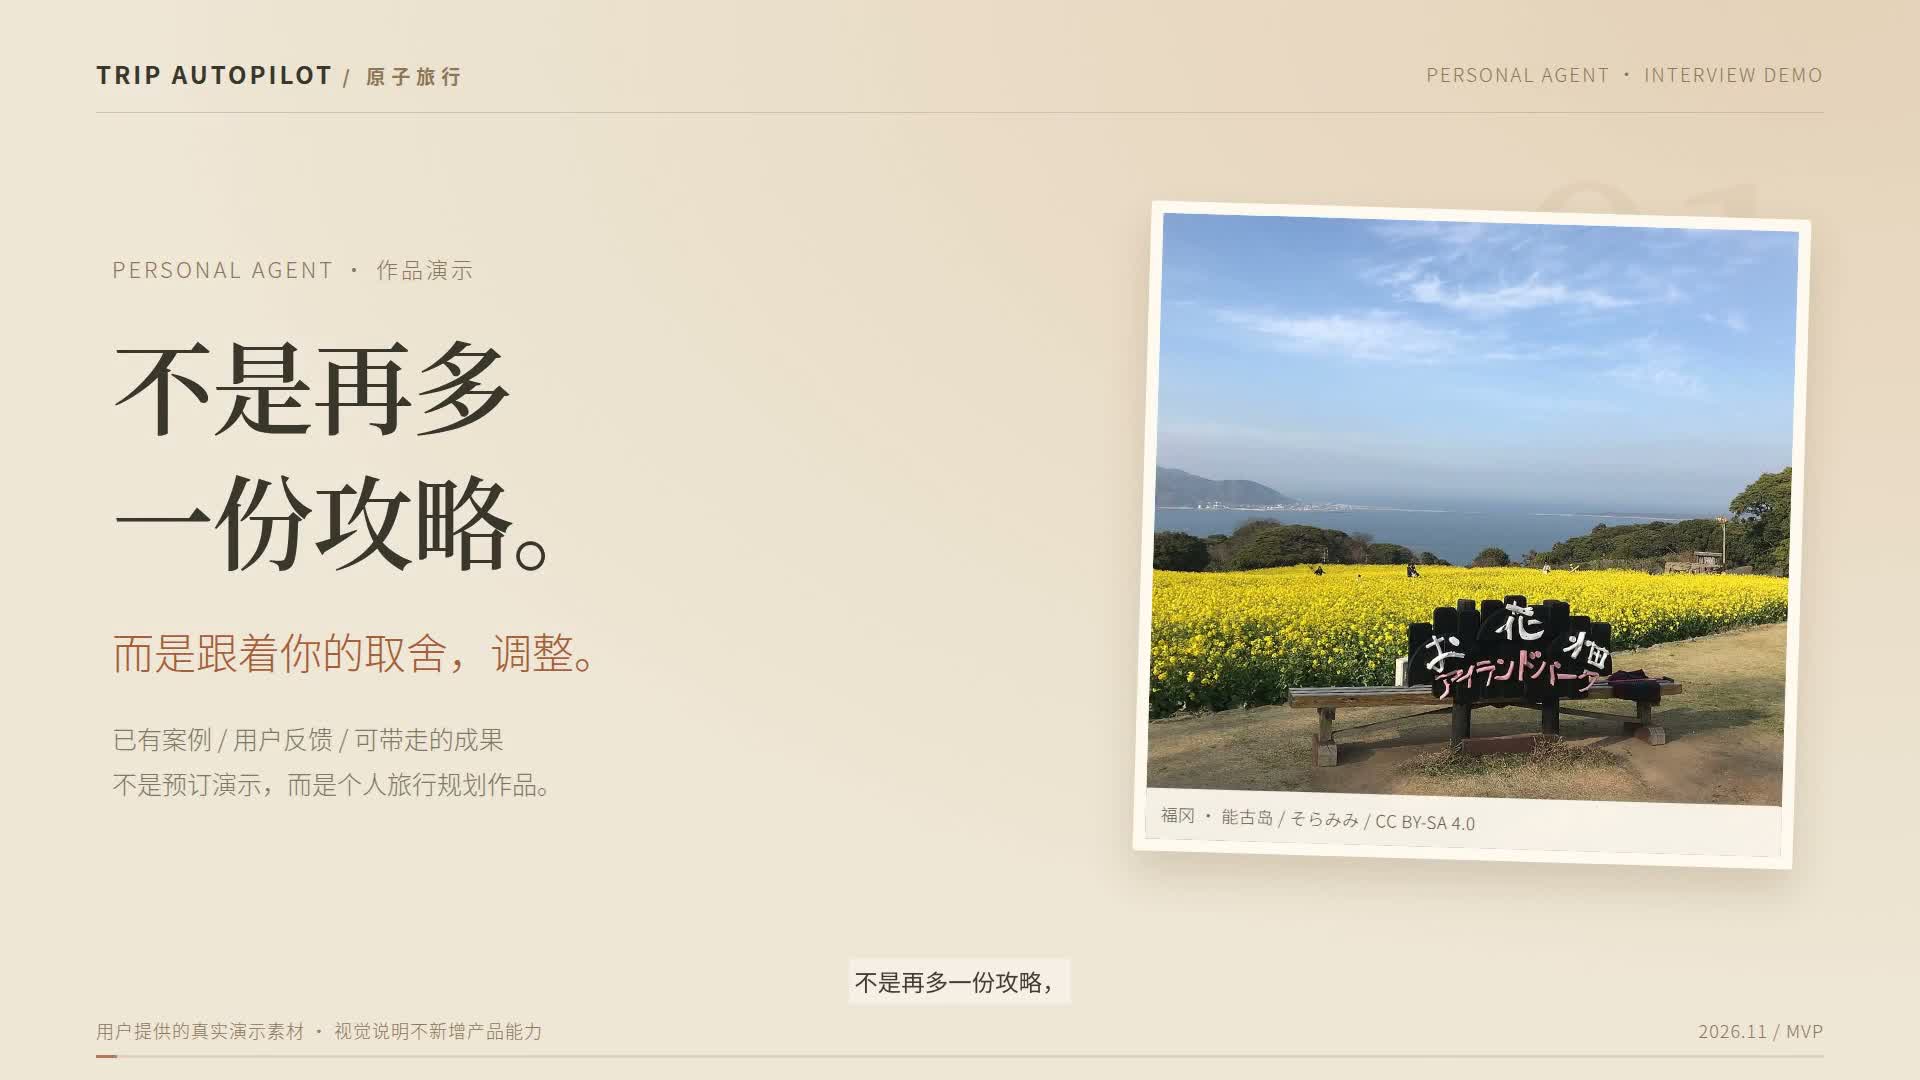 TRIP AUTOPILOT / 原子旅行
PERSONAL AGENT · INTERVIEW DEMO
01
PERSONAL AGENT · 作品演示
不是再多
一份攻略。
而是跟着你的取舍，调整。
已有案例 / 用户反馈 / 可带走的成果
不是预订演示，而是个人旅行规划作品。
お花畑
アイランドパーク
福冈 · 能古岛 / そらみみ / CC BY-SA 4.0
不是再多一份攻略，
用户提供的真实演示素材 · 视觉说明不新增产品能力
2026.11 / MVP